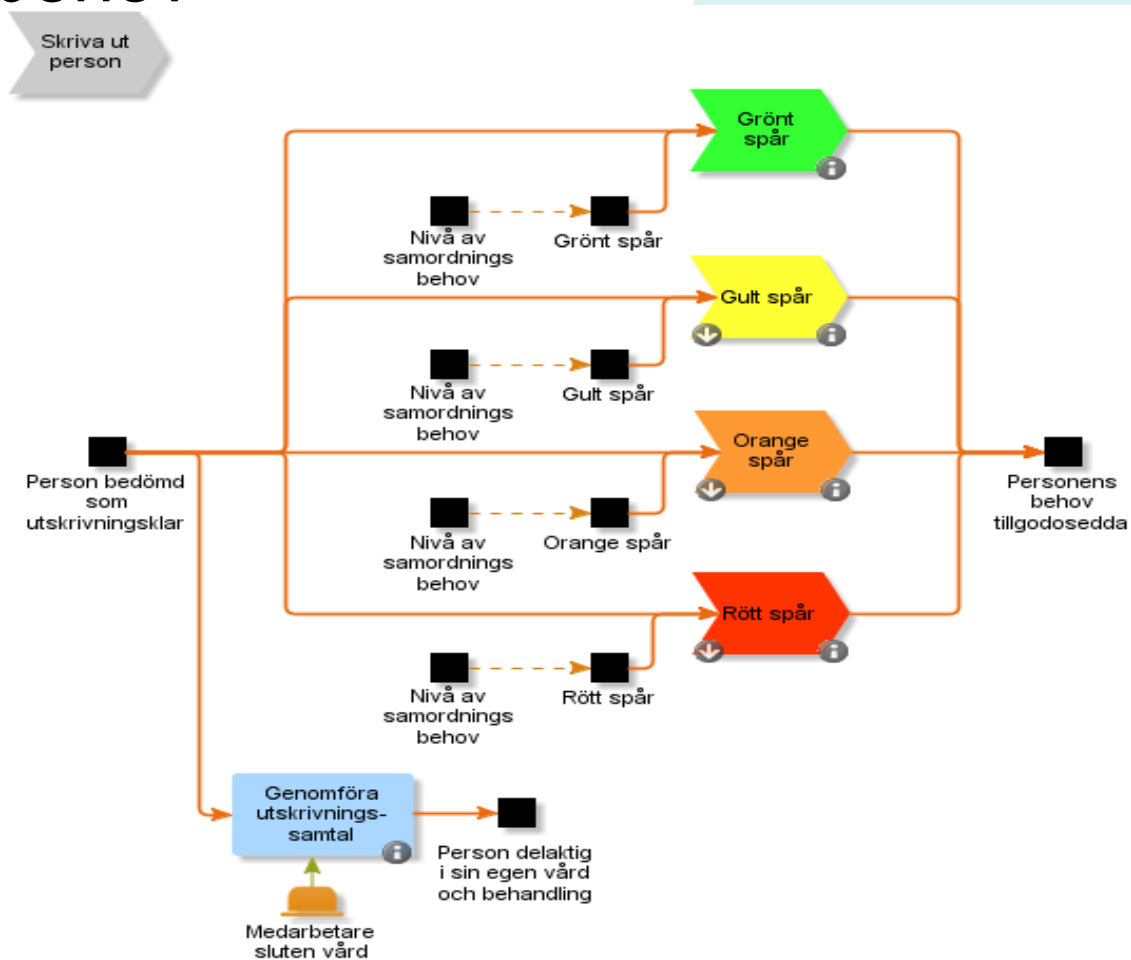 behov
Skriva ut
person
Grönt
spår
Nivå av
samordnings
behov
Grönt spår
Gult spår
Nivå av
samordnings
behov
Gult spår
Orange
spår
Person bedömd
som
utskrivningsklar
Nivå av
samordnings
behov
Orange spår
Personens
behov
tillgodosedda
Rött spår
Nivå av
samordnings
behov
Rött spår
Genomföra
utskrivnings-
samtal
Person delaktig
i sin egen vård
och behandling
Medarbetare
sluten vård